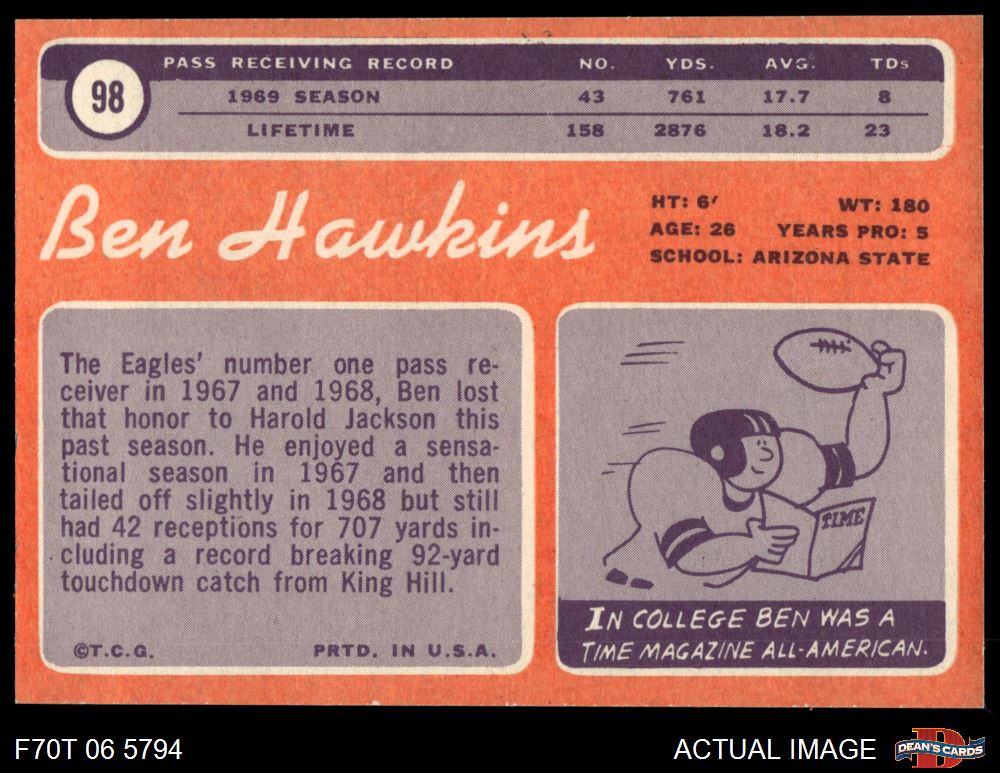 PASS RECEIVING RECORD NO. YDS. AVG. TDs
98
1969 SEASON 43 761 17.7 8
LIFETIME 158 2876 18.2 23
Ben Hawkins
HT: 6' WT: 180
AGE: 26 YEARS PRO: 5
SCHOOL: ARIZONA STATE
The Eagles' number one pass re-
ceiver in 1967 and 1968, Ben lost
that honor to Harold Jackson this
past season. He enjoyed a sensa-
tional season in 1967 and then
tailed off slightly in 1968 but still
had 42 receptions for 707 yards in-
cluding a record breaking 92-yard
touchdown catch from King Hill.
©T.C.G. PRTD. IN U.S.A.
TIME
IN COLLEGE BEN WAS A
TIME MAGAZINE ALL-AMERICAN.
F70T 06 5794 ACTUAL IMAGE
D
DEAN'S CARDS